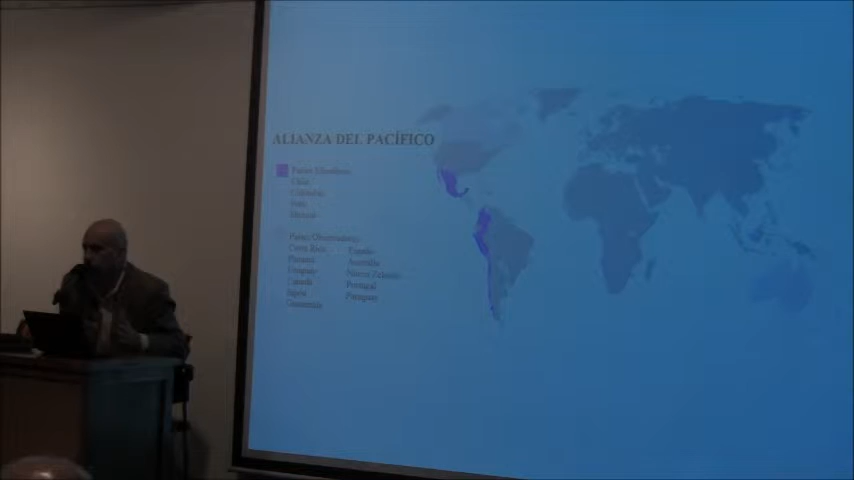 ALIANZA DEL PACÍFICO
Países Miembros
Chile
Colombia
Perú
México
Países Observadores
Costa Rica España
Panamá Australia
Uruguay Nueva Zelanda
Canadá Portugal
Japón Paraguay
Guatemala